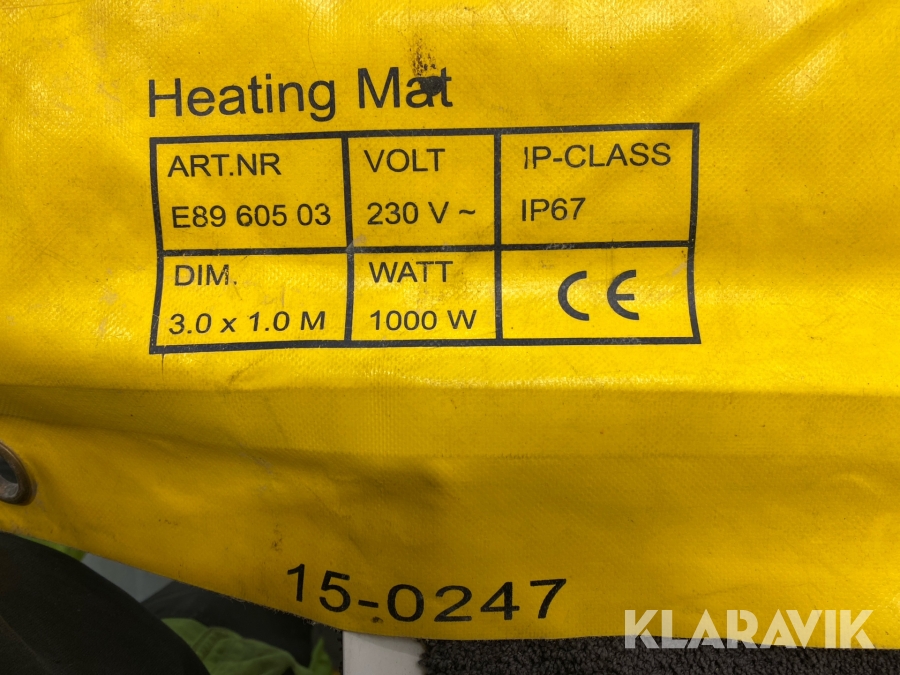 Heating Mat
ART.NR VOLT IP-CLASS
E89 605 03 230 V ~ IP67
DIM. WATT CE
3.0 x 1.0 M 1000 W
15-0247
KLARAVIK